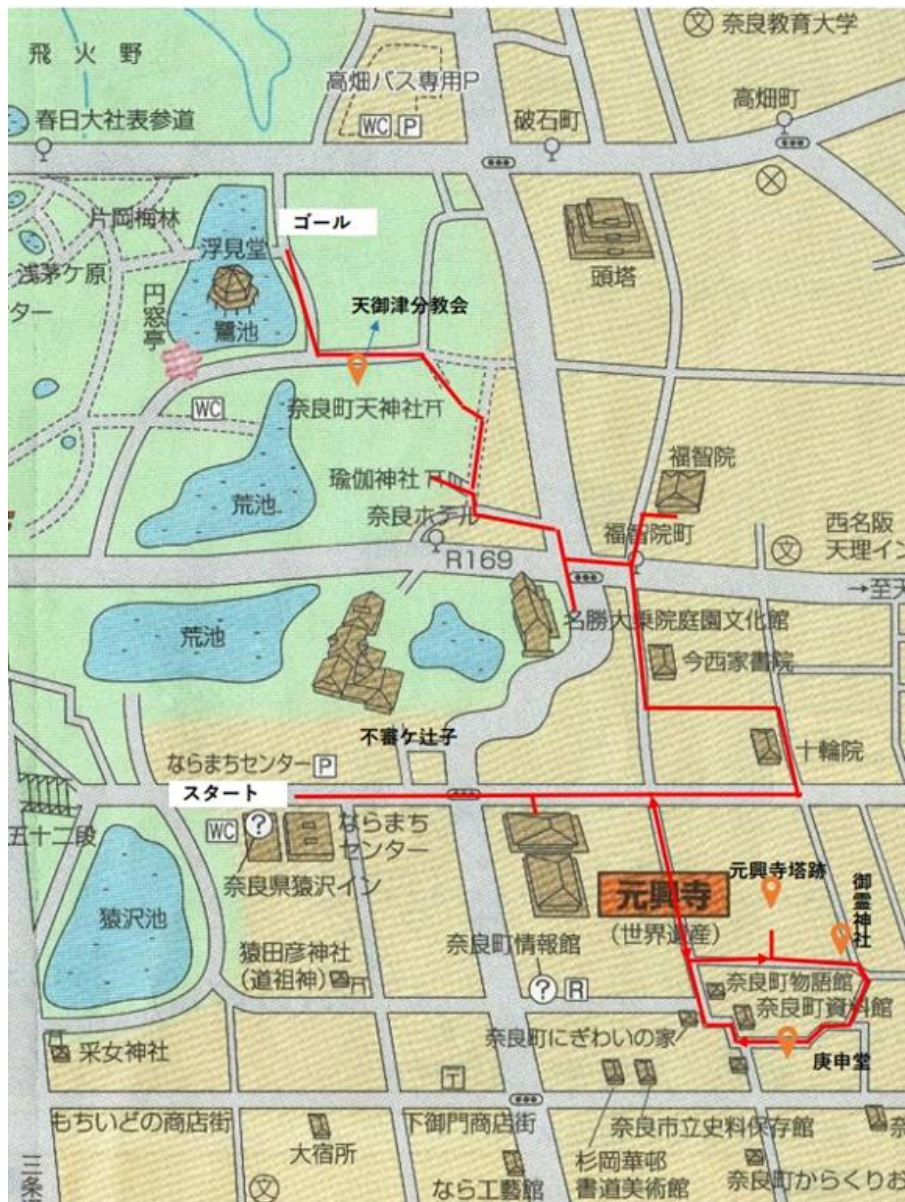 奈良教育大学
飛火野
高畑バス専用P
高畑町
WC P
春日大社表参道
破石町
片岡梅林
ゴール
浮見堂
浅茅ケ原
頭塔
ター
円窓亭
鷺池
天御津分教会
WC
奈良町天神社
福智院
瑜伽神社
荒池
奈良ホテル
福智院町
西名阪
R169
天理イン
→至天
荒池
名勝大乗院庭園文化館
今西家書院
不審ケ辻子
十輪院
ならまちセンター P
スタート
五十二段
WC ?
ならまち
センター
奈良県猿沢イン
元興寺塔跡
御霊神社
元興寺
(世界遺産)
猿沢池
奈良町情報館
猿田彦神社
(道祖神)
奈良町物語館
? R
奈良町資料館
奈良町にぎわいの家
采女神社
庚申堂
T
もちいどの商店街
下御門商店街
奈良市立史料保存館
大宿所
杉岡華邨
書道美術館
三条
なら工藝館
奈良町からくりお